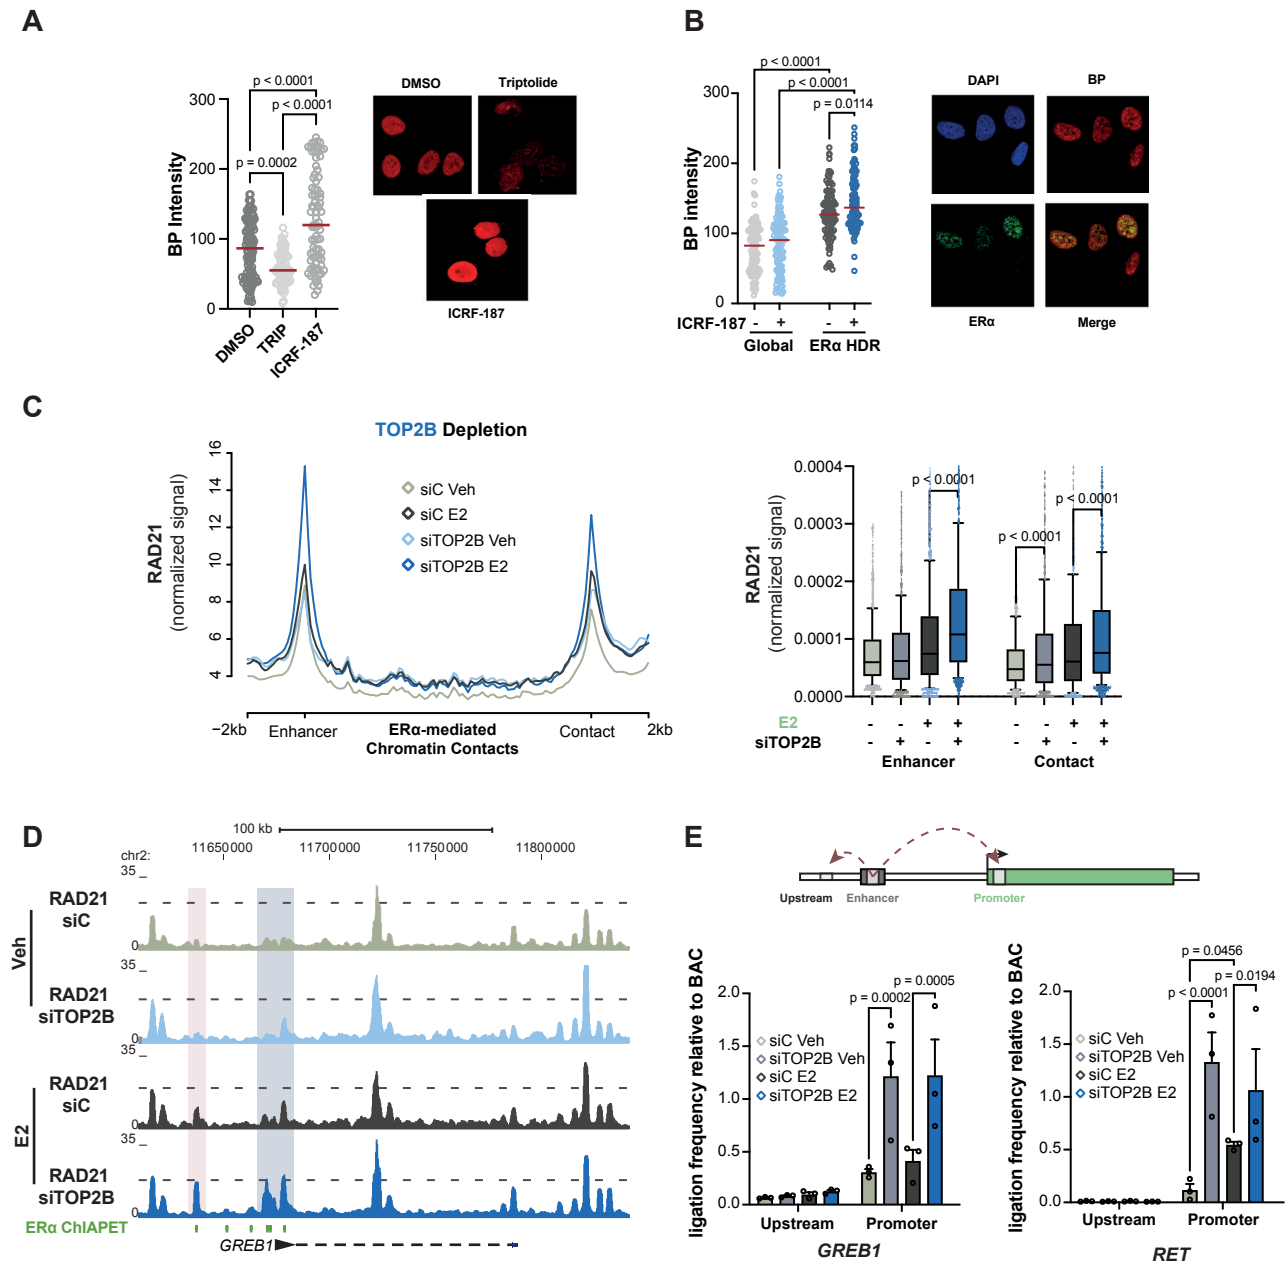 A
p < 0.0001
p < 0.0001
p = 0.0002
BP Intensity
300
200
100
0
DMSO
TRIP
ICRF-187
DMSO
Triptolide
ICRF-187
B
p < 0.0001
p < 0.0001
p = 0.0114
BP intensity
300
200
100
0
ICRF-187 - + - +
Global
ERα HDR
DAPI
BP
ERα
Merge
C
TOP2B Depletion
RAD21
(normalized signal)
16
14
12
10
8
6
4
siC Veh
siC E2
siTOP2B Veh
siTOP2B E2
−2kb
Enhancer
ERα-mediated
Chromatin Contacts
Contact
2kb
RAD21
(normalized signal)
0.0004
0.0003
0.0002
0.0001
0.0000
p < 0.0001
p < 0.0001
p < 0.0001
E2 - - + + - - + +
siTOP2B - + - + - + - +
Enhancer
Contact
D
100 kb
chr2:
11650000
11700000
11750000
11800000
Veh
35
RAD21
siC
0
35
RAD21
siTOP2B
0
E2
35
RAD21
siC
0
35
RAD21
siTOP2B
0
ERα ChIAPET
GREB1
E
Upstream
Enhancer
Promoter
ligation frequency relative to BAC
2.0
1.5
1.0
0.5
0.0
p = 0.0002
p = 0.0005
siC Veh
siTOP2B Veh
siC E2
siTOP2B E2
Upstream
Promoter
GREB1
ligation frequency relative to BAC
2.0
1.5
1.0
0.5
0.0
p = 0.0456
p = 0.0194
p < 0.0001
siC Veh
siTOP2B Veh
siC E2
siTOP2B E2
Upstream
Promoter
RET